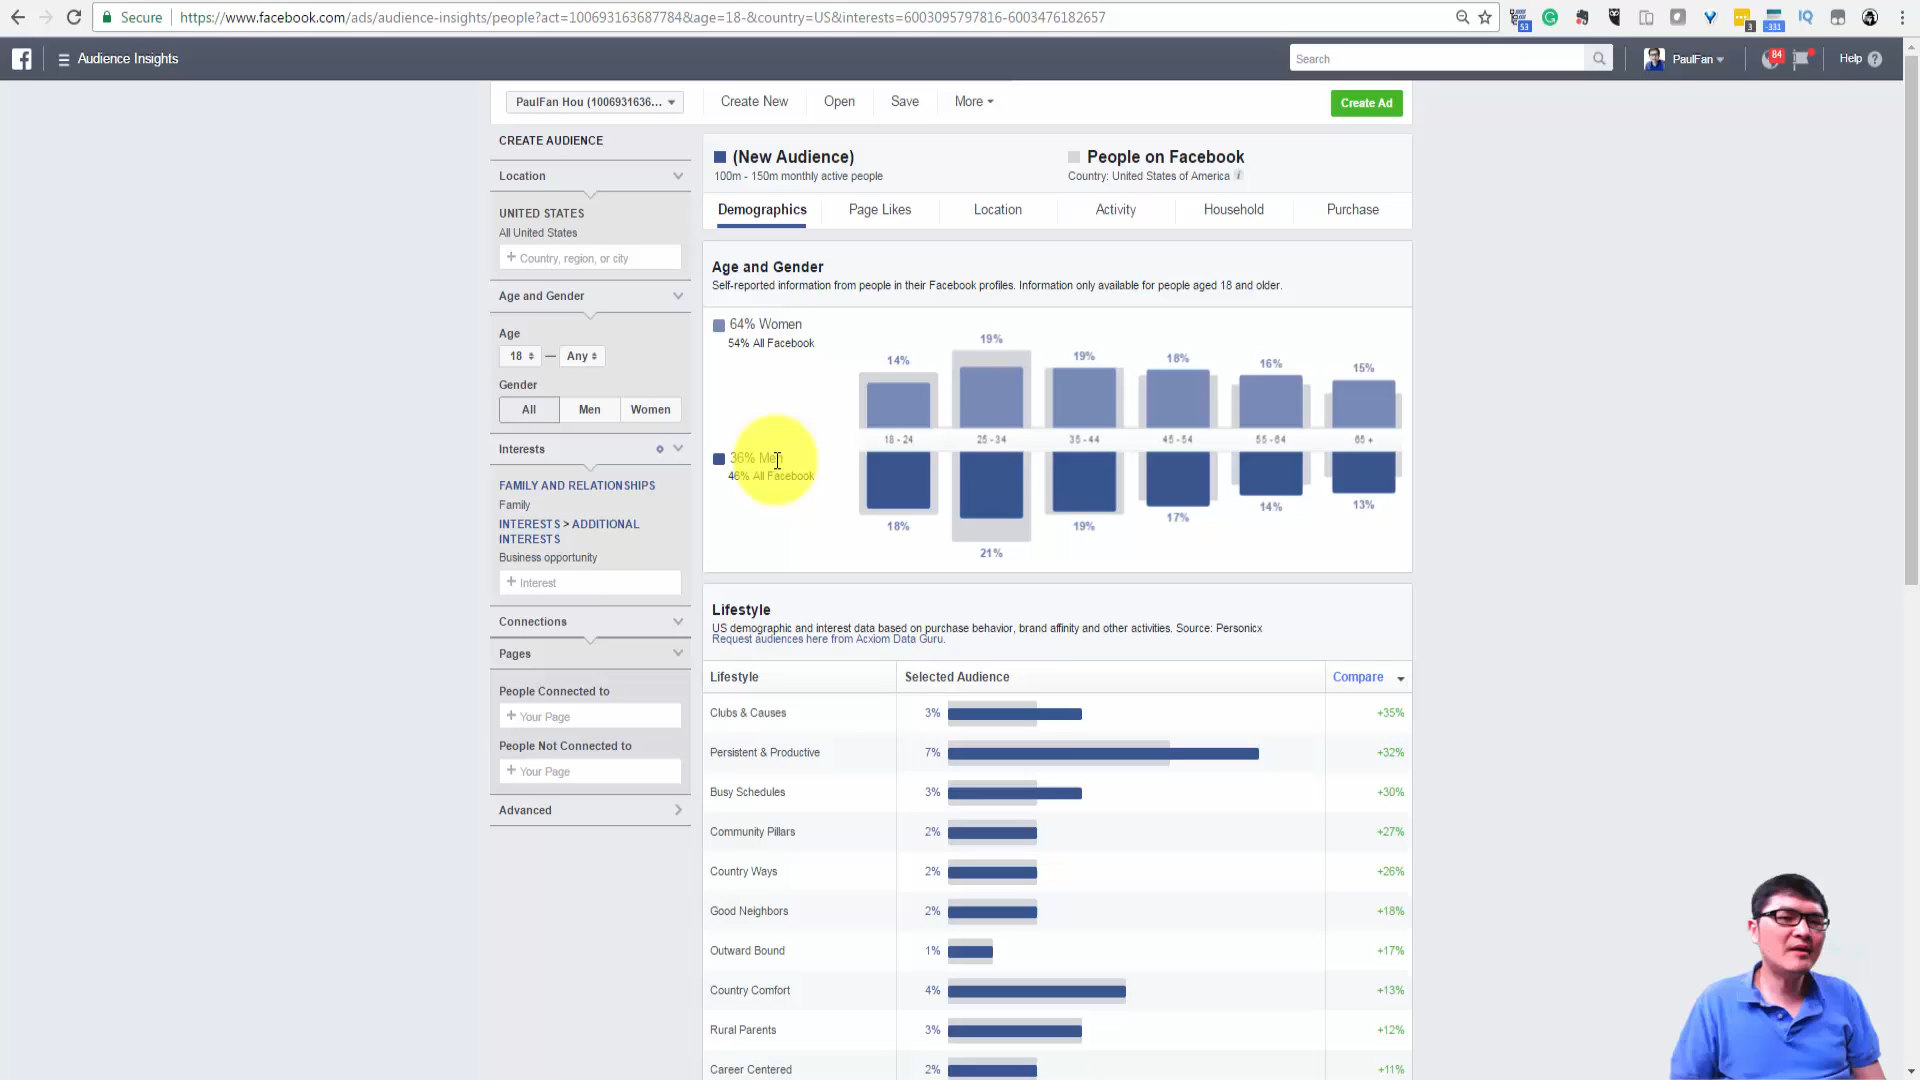 Secure
https://www.facebook.com/ads/audience-insights/people?act=100693163687784&age=18-&country=US&interests=6003095797816-6003476182657
53
3
-331
IQ
Audience Insights
Search
PaulFan
84
Help
PaulFan Hou (1006931636...
Create New
Open
Save
More
Create Ad
CREATE AUDIENCE
Location
UNITED STATES
All United States
+ Country, region, or city
Age and Gender
Age
18 — Any
Gender
All Men Women
Interests
FAMILY AND RELATIONSHIPS
Family
INTERESTS > ADDITIONAL
INTERESTS
Business opportunity
+ Interest
Connections
Pages
People Connected to
+ Your Page
People Not Connected to
+ Your Page
Advanced
(New Audience)
100m - 150m monthly active people
People on Facebook
Country: United States of America
Demographics Page Likes Location Activity Household Purchase
Age and Gender
Self-reported information from people in their Facebook profiles. Information only available for people aged 18 and older.
64% Women
54% All Facebook
14% 19% 19% 18% 16% 15%
18 - 24 25 - 34 35 - 44 45 - 54 55 - 64 65 +
36% Men
46% All Facebook
18% 21% 19% 17% 14% 13%
Lifestyle
US demographic and interest data based on purchase behavior, brand affinity and other activities. Source: Personicx
Request audiences here from Acxiom Data Guru.
Lifestyle Selected Audience Compare
Clubs & Causes 3% +35%
Persistent & Productive 7% +32%
Busy Schedules 3% +30%
Community Pillars 2% +27%
Country Ways 2% +26%
Good Neighbors 2% +18%
Outward Bound 1% +17%
Country Comfort 4% +13%
Rural Parents 3% +12%
Career Centered 2% +11%